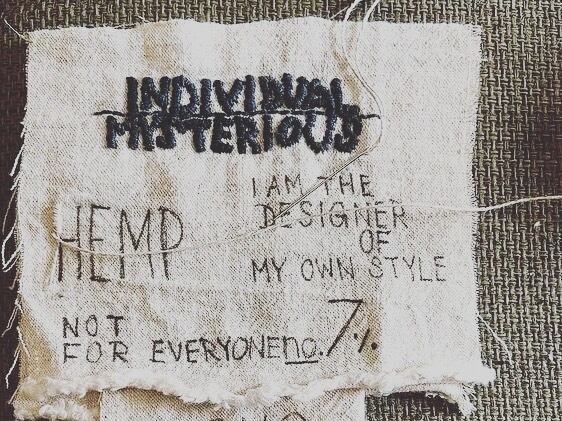 INDIVIDUAL
MYSTERIOUS
HEMP
I AM THE
DESIGNER
OF
MY OWN STYLE
NOT
FOR EVERYONE no.7%